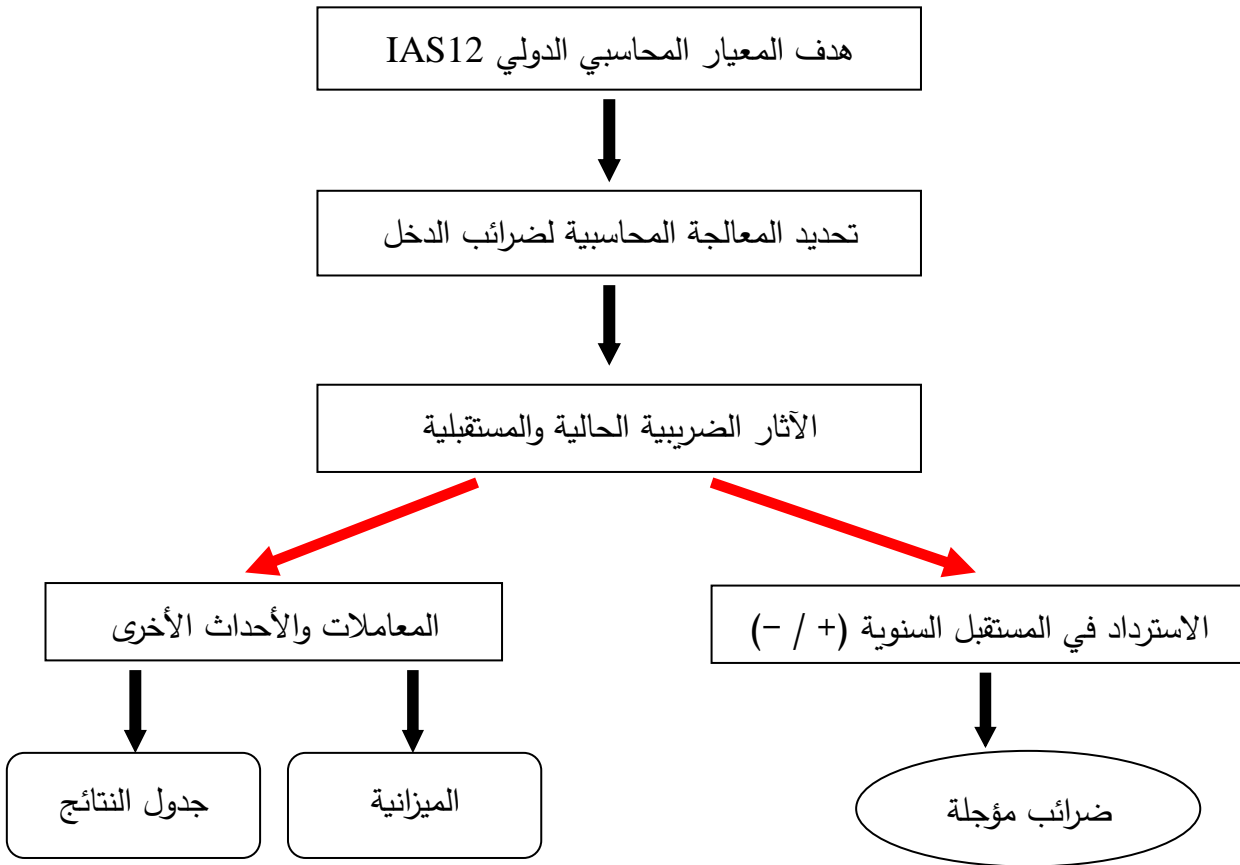 هدف المعيار المحاسبي الدولي IAS12
تحديد المعالجة المحاسبية لضرائب الدخل
الآثار الضريبية الحالية والمستقبلية
الاسترداد في المستقبل السنوية (+ / −)
المعاملات والأحداث الأخرى
ضرائب مؤجلة
الميزانية
جدول النتائج